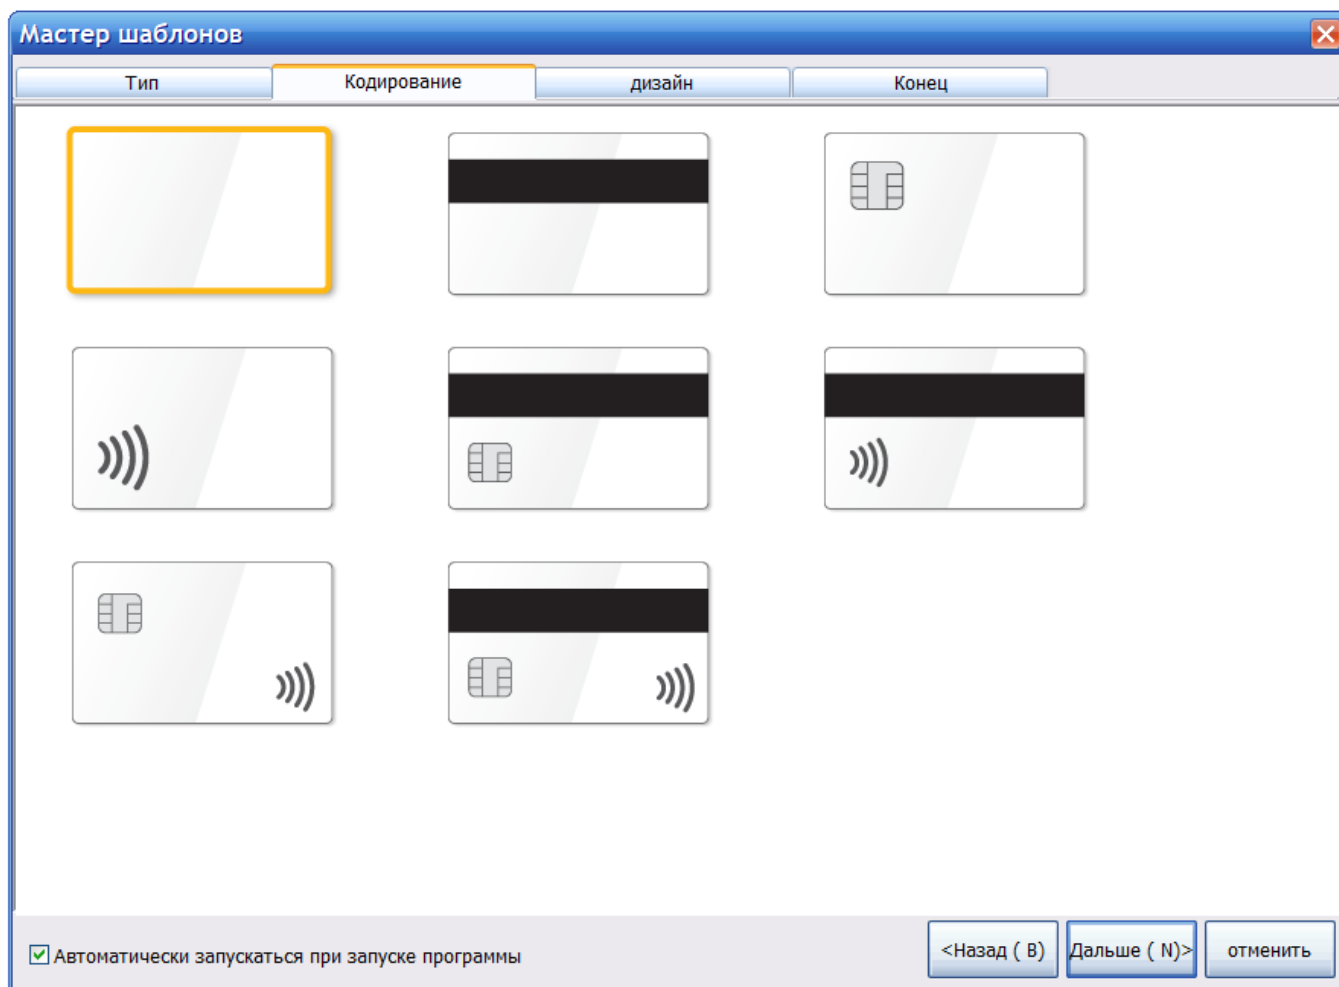 Мастер шаблонов
Тип Кодирование дизайн Конец
Автоматически запускаться при запуске программы
<Назад ( B) Дальше ( N)> отменить